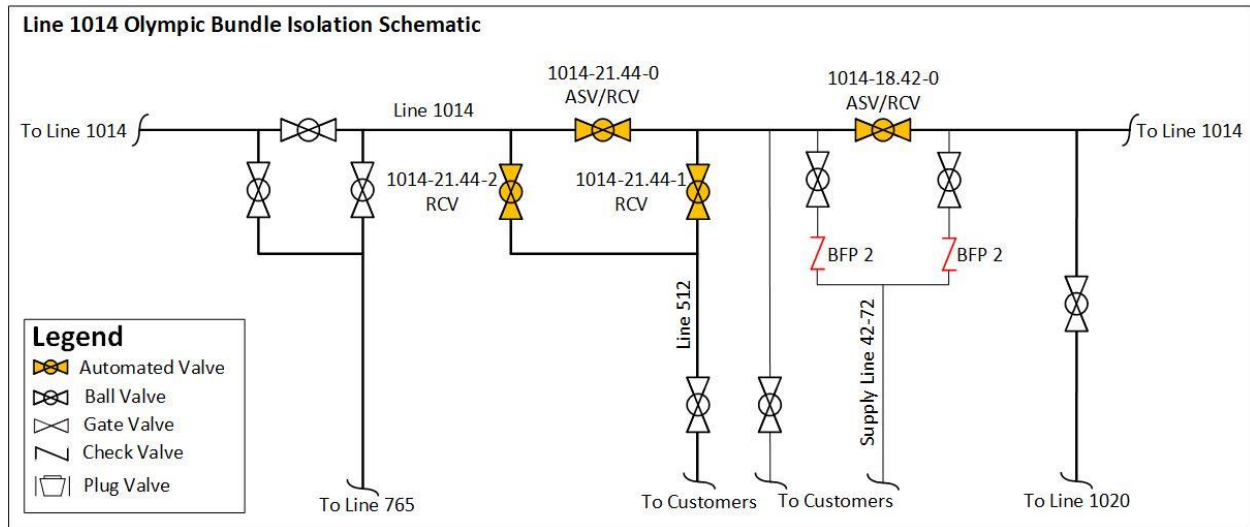 Line 1014 Olympic Bundle Isolation Schematic
1014-21.44-0
ASV/RCV
1014-18.42-0
ASV/RCV
To Line 1014
Line 1014
To Line 1014
1014-21.44-2
RCV
1014-21.44-1
RCV
BFP 2
BFP 2
Line 512
Supply Line 42-72
Legend
Automated Valve
Ball Valve
Gate Valve
Check Valve
Plug Valve
To Line 765
To Customers
To Customers
To Line 1020